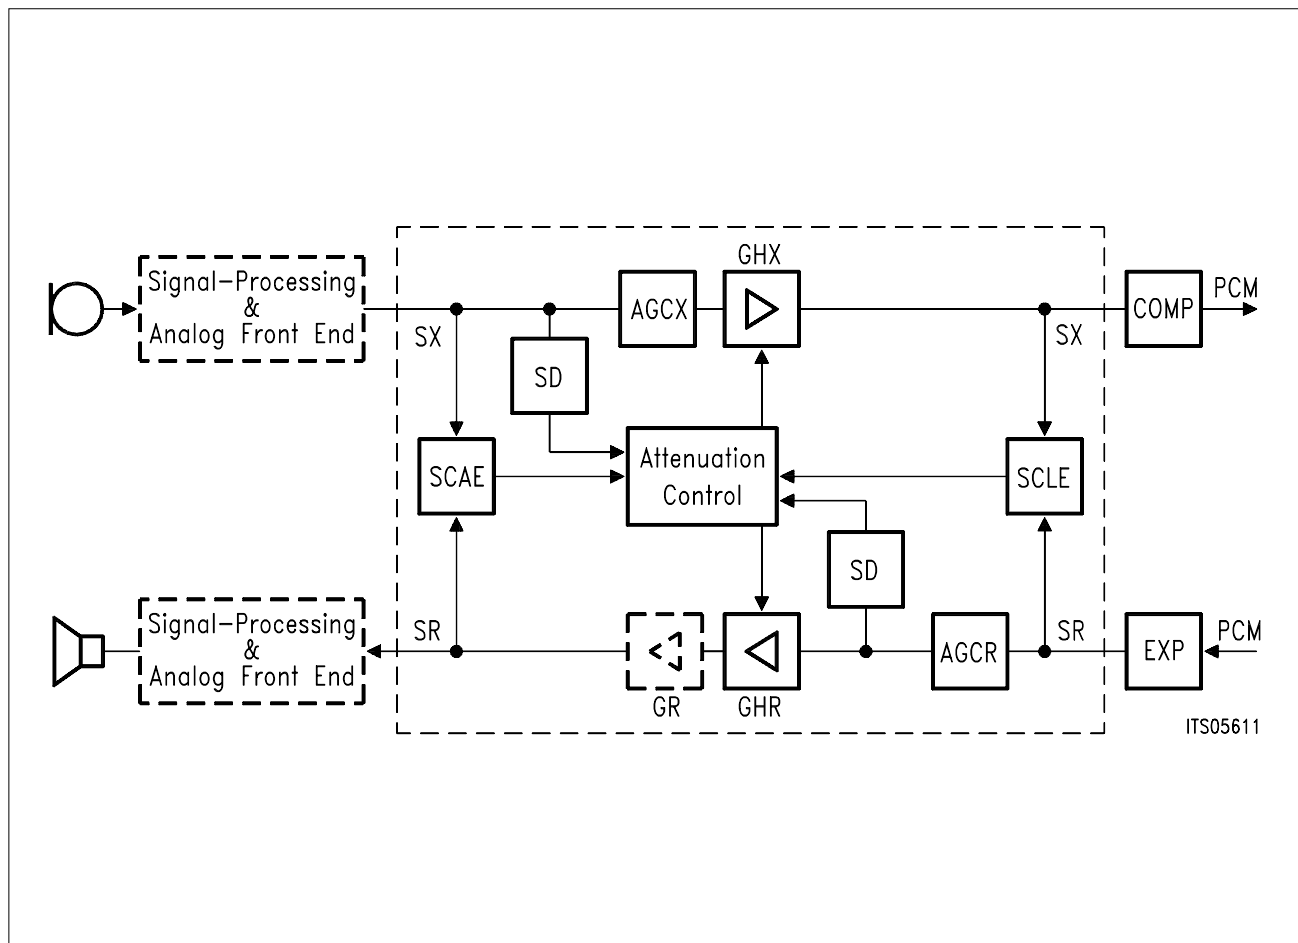 GHX
Signal-Processing
&
Analog Front End
SX
AGCX
SX
COMP
PCM
SD
SCAE
Attenuation
Control
SCLE
SD
Signal-Processing
&
Analog Front End
SR
GR
GHR
AGCR
SR
EXP
PCM
ITS05611